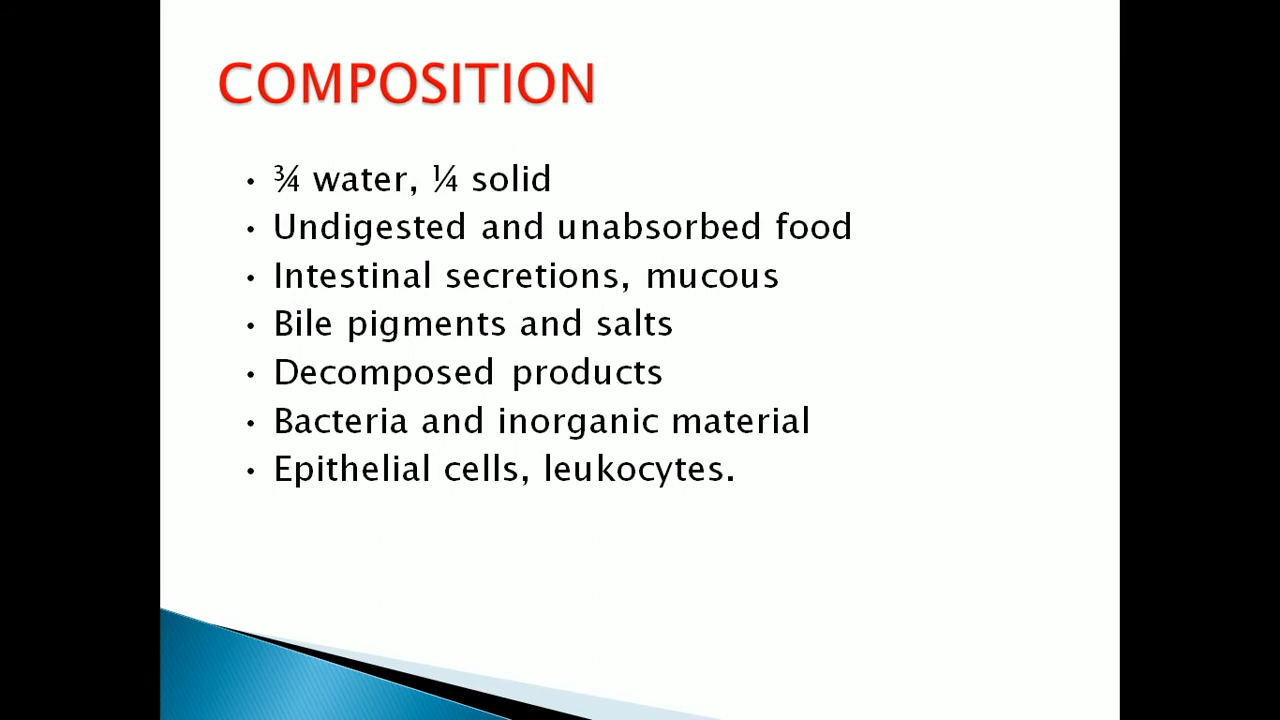 COMPOSITION
• ¾ water, ¼ solid
• Undigested and unabsorbed food
• Intestinal secretions, mucous
• Bile pigments and salts
• Decomposed products
• Bacteria and inorganic material
• Epithelial cells, leukocytes.